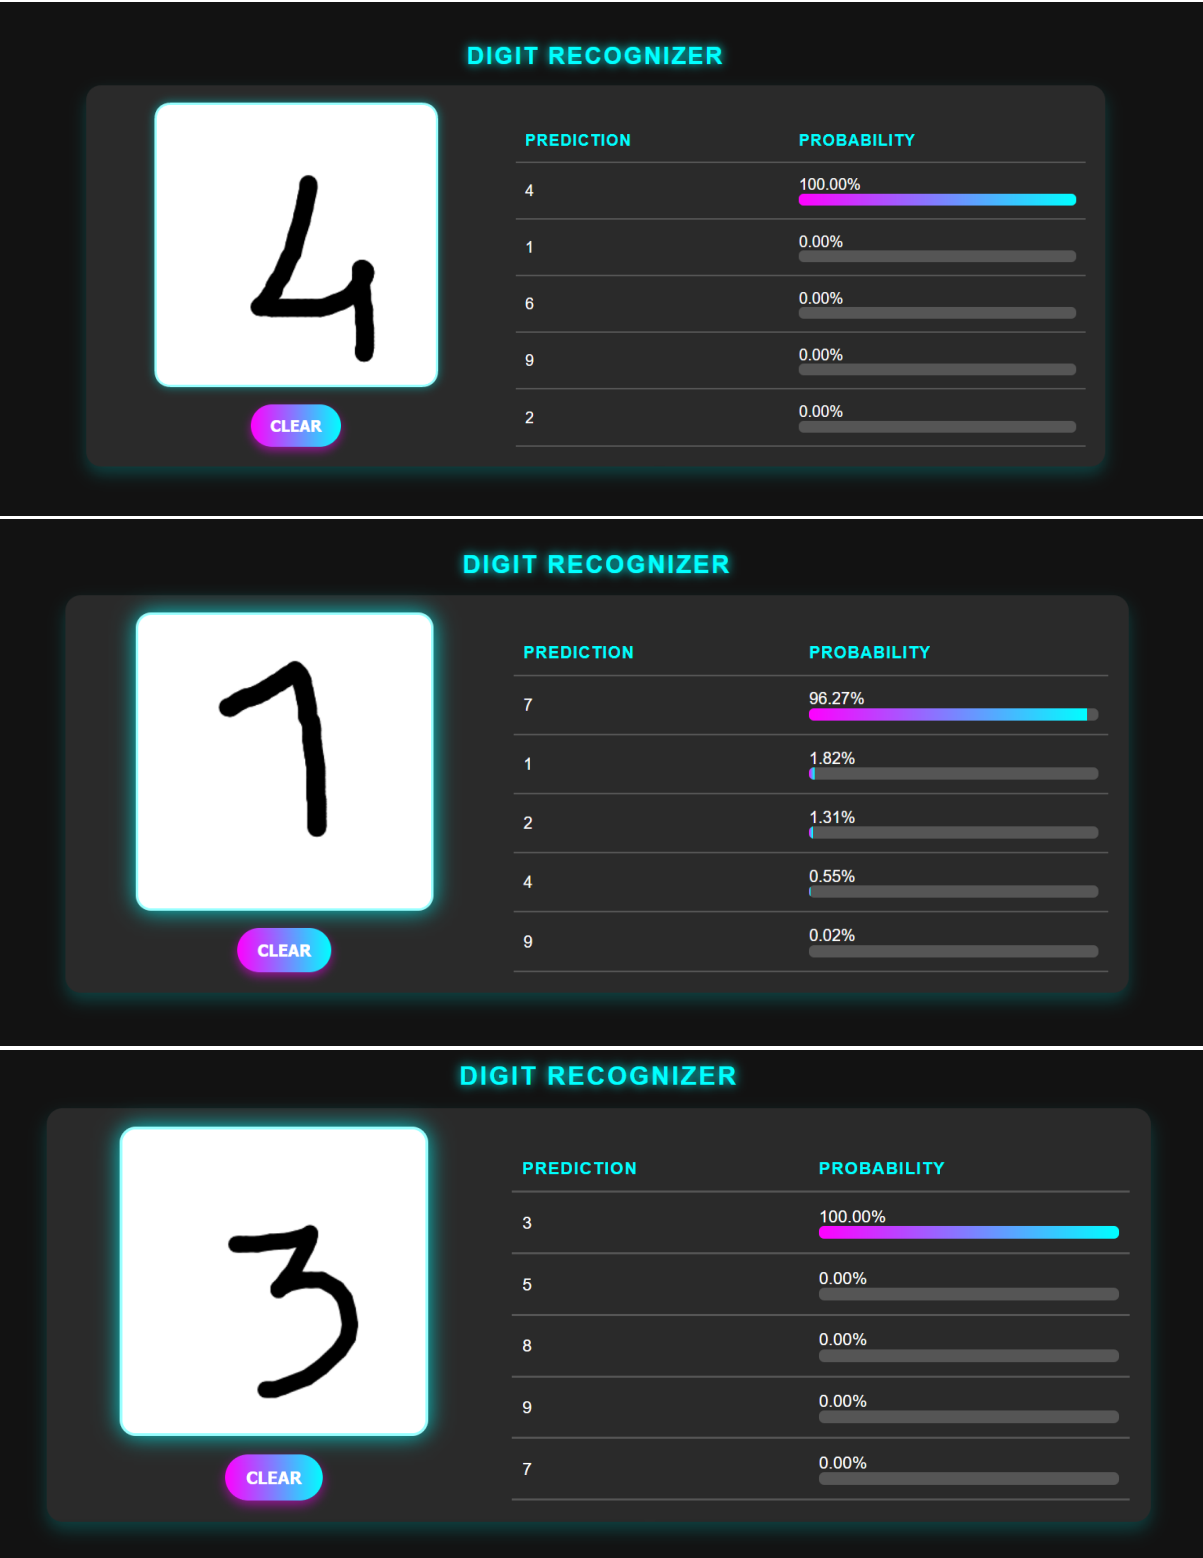 DIGIT RECOGNIZER
4
CLEAR
PREDICTION PROBABILITY
4 100.00%
1 0.00%
6 0.00%
9 0.00%
2 0.00%
DIGIT RECOGNIZER
7
CLEAR
PREDICTION PROBABILITY
7 96.27%
1 1.82%
2 1.31%
4 0.55%
9 0.02%
DIGIT RECOGNIZER
3
CLEAR
PREDICTION PROBABILITY
3 100.00%
5 0.00%
8 0.00%
9 0.00%
7 0.00%